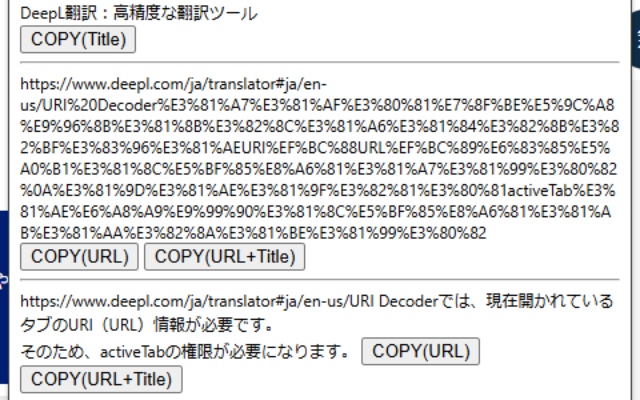 DeepL翻訳：高精度な翻訳ツール
COPY(Title)
https://www.deepl.com/ja/translator#ja/en-
us/URI%20Decoder%E3%81%A7%E3%81%AF%E3%80%81%E7%8F%BE%E5%9C%A8
%E9%96%8B%E3%81%8B%E3%82%8C%E3%81%A6%E3%81%84%E3%82%8B%E3%8
2%BF%E3%83%96%E3%81%AEURI%EF%BC%88URL%EF%BC%89%E6%83%85%E5%
A0%B1%E3%81%8C%E5%BF%85%E8%A6%81%E3%81%A7%E3%81%99%E3%80%82
%0A%E3%81%9D%E3%81%AE%E3%81%9F%E3%82%81%E3%80%81activeTab%E3%
81%AE%E6%A8%A9%E9%99%90%E3%81%8C%E5%BF%85%E8%A6%81%E3%81%A
B%E3%81%AA%E3%82%8A%E3%81%BE%E3%81%99%E3%80%82
COPY(URL) COPY(URL+Title)
https://www.deepl.com/ja/translator#ja/en-us/URI Decoderでは、現在開かれている
タブのURI（URL）情報が必要です。
そのため、activeTabの権限が必要になります。 COPY(URL)
COPY(URL+Title)